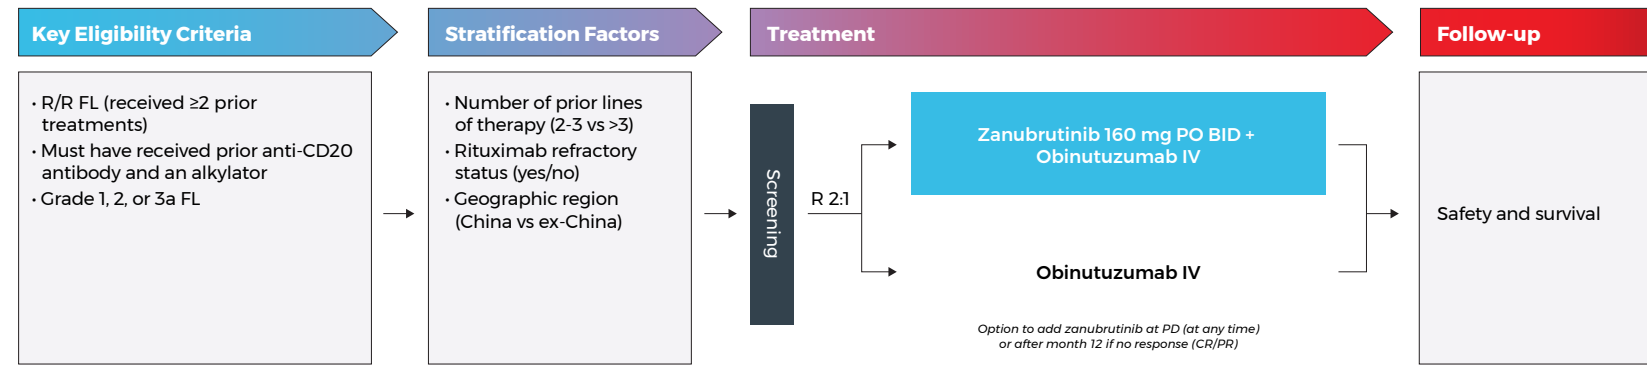 Key Eligibility Criteria
• R/R FL (received ≥2 prior
treatments)
• Must have received prior anti-CD20
antibody and an alkylator
• Grade 1, 2, or 3a FL
Stratification Factors
• Number of prior lines
of therapy (2-3 vs >3)
• Rituximab refractory
status (yes/no)
• Geographic region
(China vs ex-China)
Treatment
Screening
R 2:1
Zanubrutinib 160 mg PO BID +
Obinutuzumab IV
Obinutuzumab IV
Option to add zanubrutinib at PD (at any time)
or after month 12 if no response (CR/PR)
Follow-up
Safety and survival